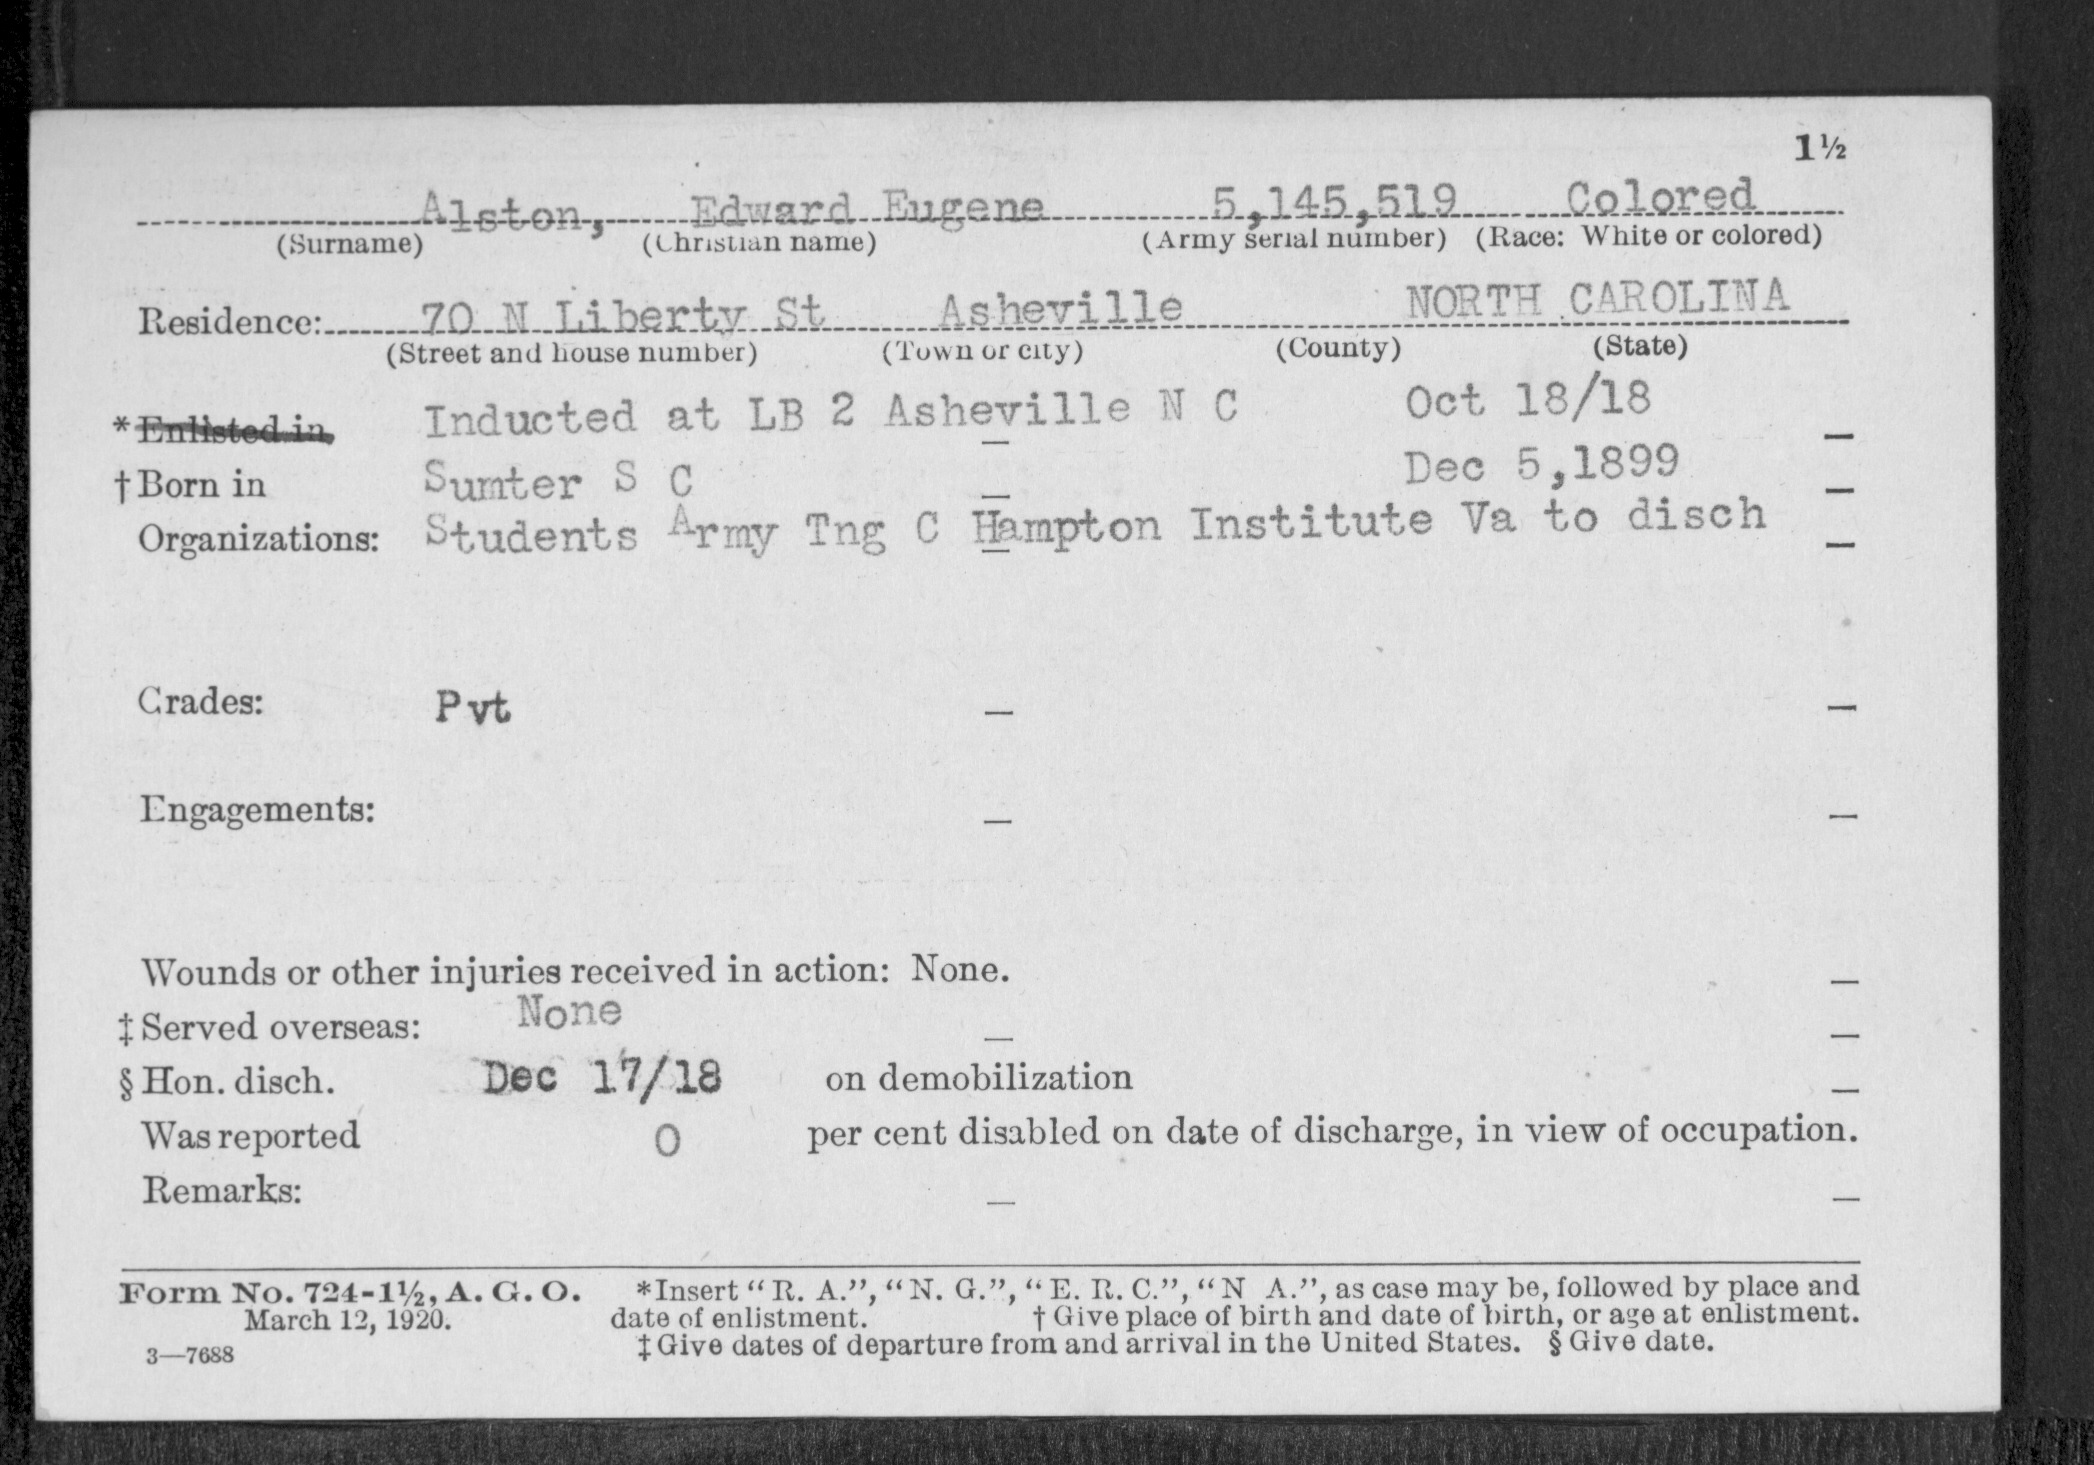 1½
Alston, Edward Eugene 5,145,519 Colored
(Surname) (Christian name) (Army serial number) (Race: White or colored)
Residence: 70 N Liberty St Asheville NORTH CAROLINA
(Street and house number) (Town or city) (County) (State)
*Enlisted in Inducted at LB 2 Asheville N C Oct 18/18
†Born in Sumter S C Dec 5,1899
Organizations: Students Army Tng C Hampton Institute Va to disch
Grades: Pvt
Engagements:
Wounds or other injuries received in action: None.
‡Served overseas: None
§Hon. disch. Dec 17/18 on demobilization
Was reported 0 per cent disabled on date of discharge, in view of occupation.
Remarks:
Form No. 724-1½, A. G. O. *Insert “R. A.”, “N. G.”, “E. R. C.”, “N A.”, as case may be, followed by place and
March 12, 1920. date of enlistment. †Give place of birth and date of birth, or age at enlistment.
3—7688 ‡Give dates of departure from and arrival in the United States. §Give date.